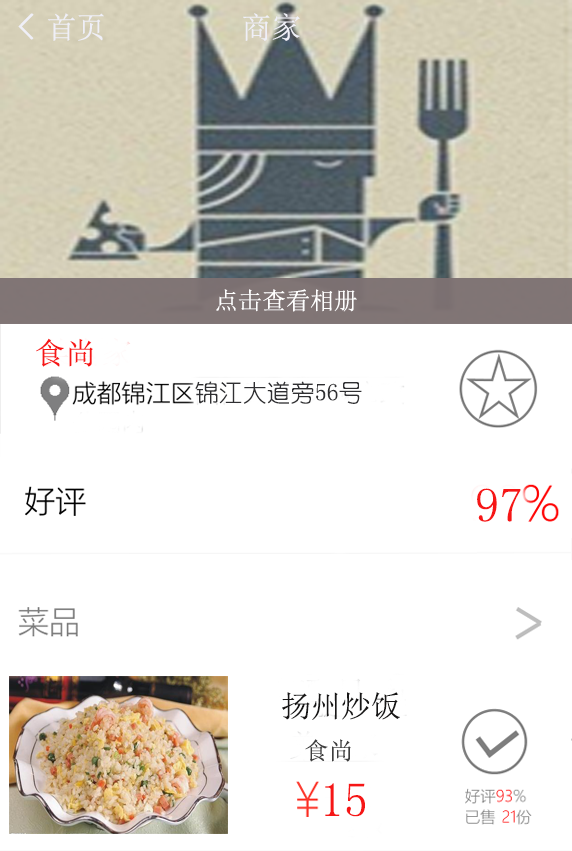 首页
商家
点击查看相册
食尚
成都锦江区锦江大道旁56号
好评
97%
菜品
扬州炒饭
食尚
¥15
好评93%
已售 21份